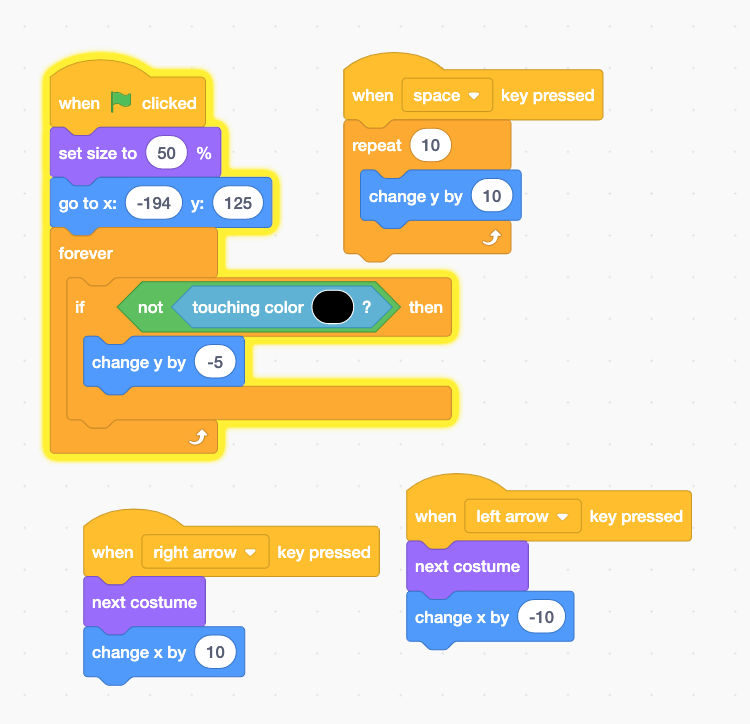 when clicked
set size to 50 %
go to x: -194 y: 125
forever
if not touching color ? then
change y by -5
when space key pressed
repeat 10
change y by 10
when right arrow key pressed
next costume
change x by 10
when left arrow key pressed
next costume
change x by -10